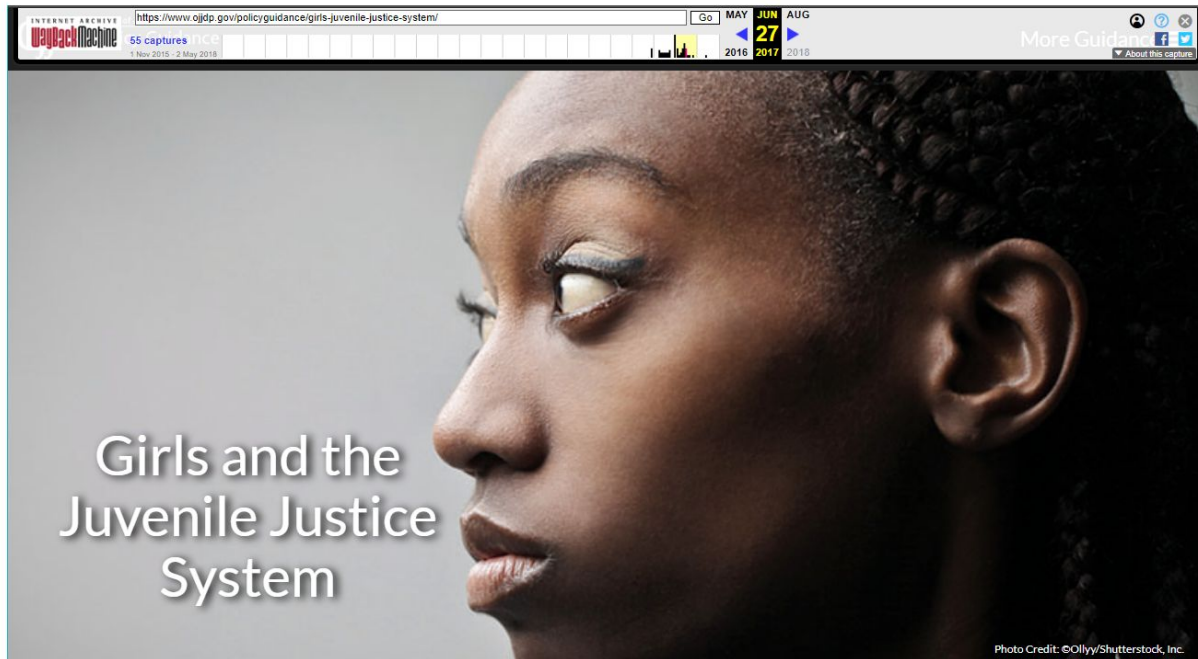 INTERNET ARCHIVE
WayBackMachine
https://www.ojjdp.gov/policyguidance/girls-juvenile-justice-system/
Go
MAY JUN AUG
27
2016 2017 2018
55 captures
1 Nov 2015 - 2 May 2018
More Guidance
About this capture
Girls and the
Juvenile Justice
System
Photo Credit: ©Ollyy/Shutterstock, Inc.